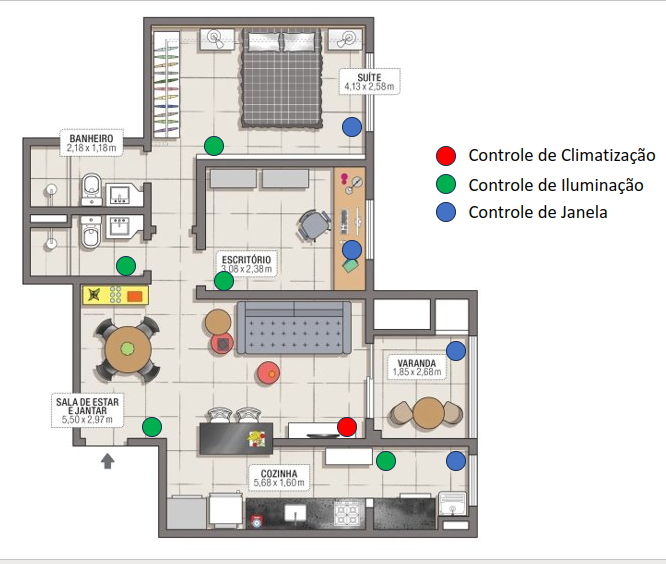 SUÍTE
4,13 x 2,58 m
BANHEIRO
2,18 x 1,18 m
Controle de Climatização
Controle de Iluminação
Controle de Janela
ESCRITÓRIO
3,08 x 2,38 m
VARANDA
1,85 x 2,68 m
SALA DE ESTAR
E JANTAR
5,50 x 2,97 m
COZINHA
5,68 x 1,60 m